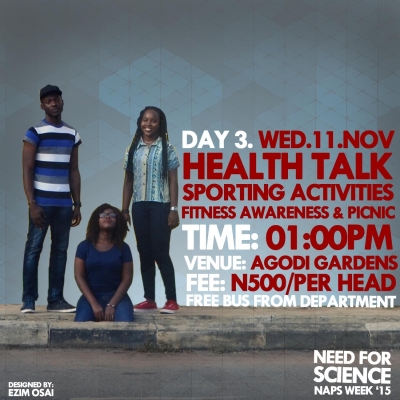 DAY 3. WED.11.NOV
HEALTH TALK
SPORTING ACTIVITIES
FITNESS AWARENESS & PICNIC
TIME: 01:00PM
VENUE: AGODI GARDENS
FEE: N500/PER HEAD
FREE BUS FROM DEPARTMENT
NEED FOR
SCIENCE
NAPS WEEK '15
DESIGNED BY:
EZIM OSAI